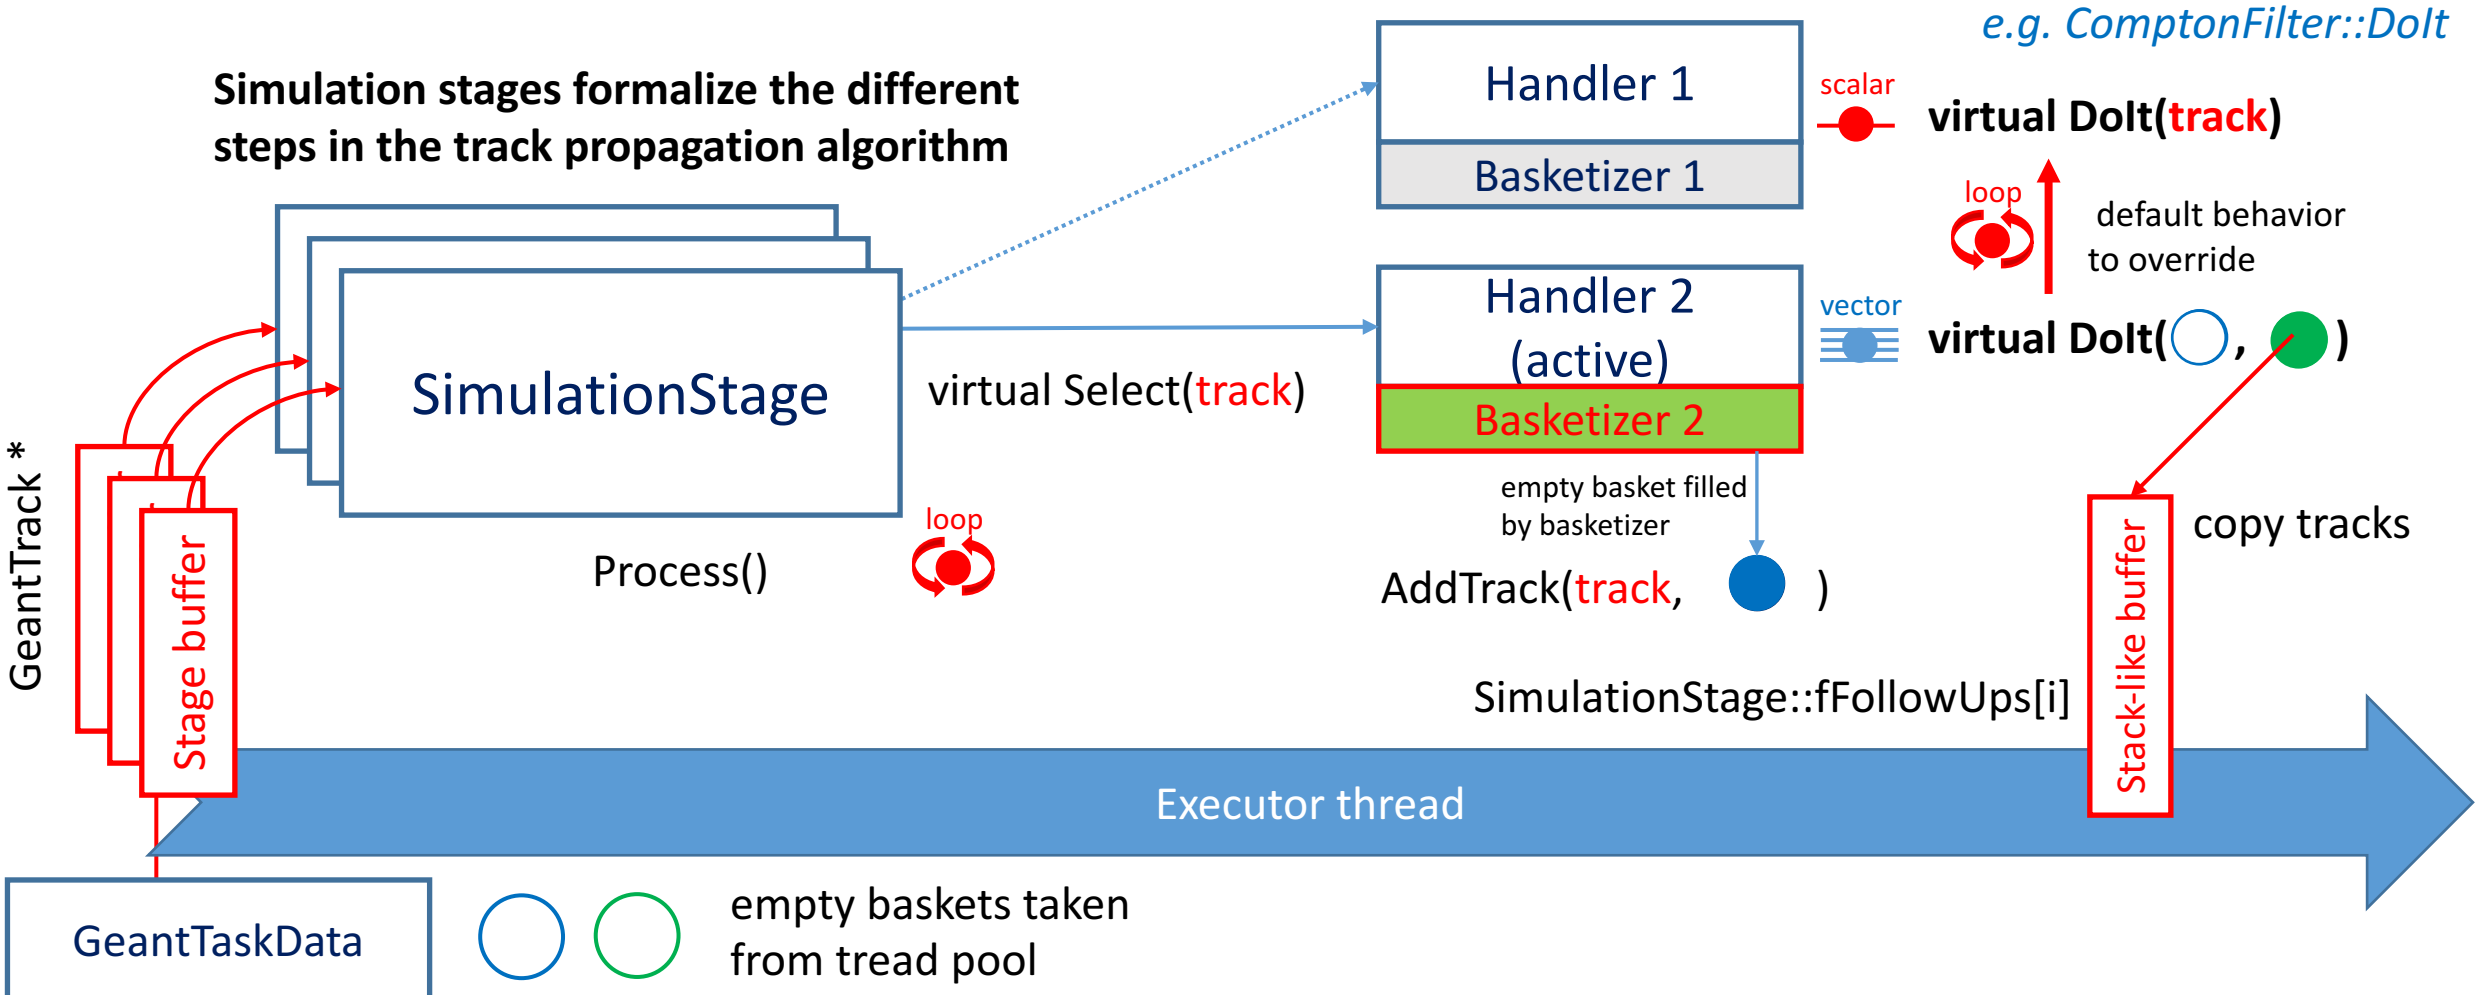 e.g. ComptonFilter::DoIt
Simulation stages formalize the different
steps in the track propagation algorithm
Handler 1
Basketizer 1
scalar
virtual DoIt(track)
loop
default behavior
to override
Handler 2
(active)
Basketizer 2
vector
virtual DoIt( , )
SimulationStage
virtual Select(track)
GeantTrack *
Stage buffer
Process()
loop
empty basket filled
by basketizer
AddTrack(track, )
copy tracks
Stack-like buffer
SimulationStage::fFollowUps[i]
Executor thread
GeantTaskData
empty baskets taken
from tread pool